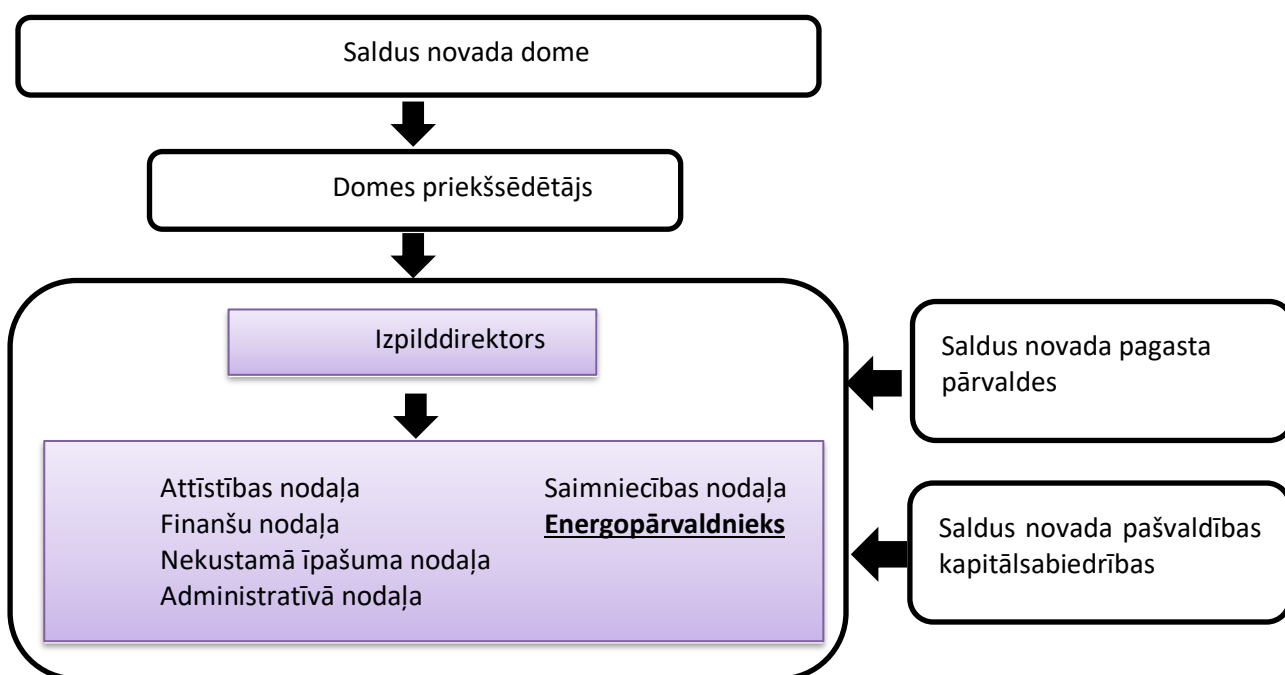 Saldus novada dome
Domes priekšsēdētājs
Izpilddirektors
Attīstības nodaļa
Finanšu nodaļa
Nekustamā īpašuma nodaļa
Administratīvā nodaļa
Saimniecības nodaļa
Energopārvaldnieks
Saldus novada pagasta
pārvaldes
Saldus novada pašvaldības
kapitālsabiedrības